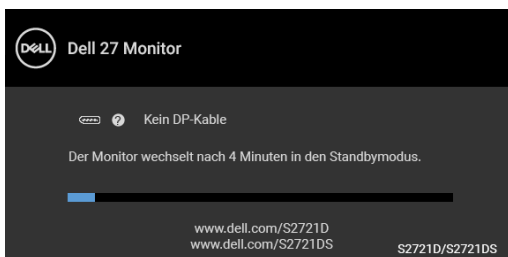 DELL Dell 27 Monitor
? Kein DP-Kable
Der Monitor wechselt nach 4 Minuten in den Standbymodus.
www.dell.com/S2721D
www.dell.com/S2721DS
S2721D/S2721DS